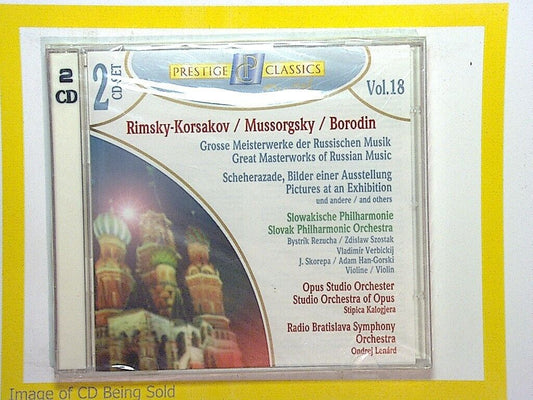 2
CD
2
CD SET
PRESTIGE CP CLASSICS
Vol.18
Rimsky-Korsakov / Mussorgsky / Borodin
Grosse Meisterwerke der Russischen Musik
Great Masterworks of Russian Music
Scheherazade, Bilder einer Ausstellung
Pictures at an Exhibition
und andere / and others
Slowakische Philharmonie
Slovak Philharmonic Orchestra
Bystrik Rezucha / Zdislaw Szostak
Vladimir Verbickij
J. Skorepa / Adam Han-Gorski
Violine / Violin
Opus Studio Orchester
Studio Orchestra of Opus
Stipica Kalogjera
Radio Bratislava Symphony
Orchestra
Ondrej Lenárd
Image of CD Being Sold